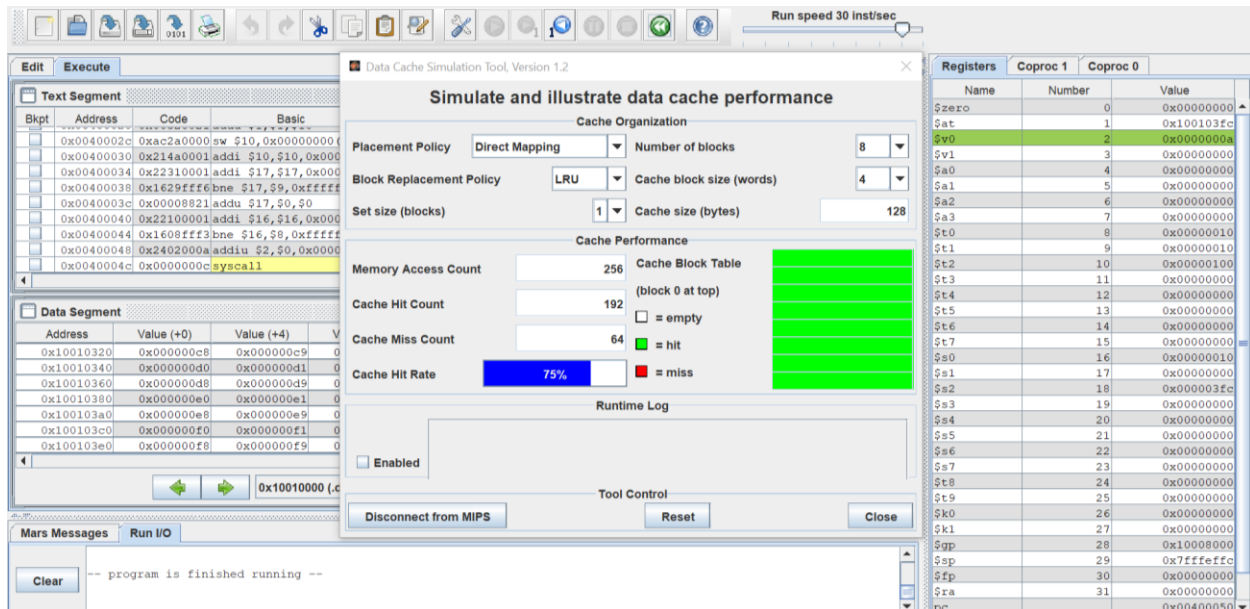 Run speed 30 inst/sec
0101
1
1
Edit Execute
Text Segment
Bkpt Address Code Basic
0x0040002c 0xac2a0000 sw $10,0x00000000(
0x00400030 0x214a0001 addi $10,$10,0x000
0x00400034 0x22310001 addi $17,$17,0x000
0x00400038 0x1629fff6 bne $17,$9,0xfffff
0x0040003c 0x00008821 addu $17,$0,$0
0x00400040 0x22100001 addi $16,$16,0x000
0x00400044 0x1608fff3 bne $16,$8,0xfffff
0x00400048 0x2402000a addiu $2,$0,0x0000
0x0040004c 0x0000000c syscall
Data Segment
Address Value (+0) Value (+4) V
0x10010320 0x000000c8 0x000000c9 0
0x10010340 0x000000d0 0x000000d1 0
0x10010360 0x000000d8 0x000000d9 0
0x10010380 0x000000e0 0x000000e1 0
0x100103a0 0x000000e8 0x000000e9 0
0x100103c0 0x000000f0 0x000000f1 0
0x100103e0 0x000000f8 0x000000f9 0
0x10010000 (.c
Mars Messages Run I/O
Clear
-- program is finished running --
Data Cache Simulation Tool, Version 1.2
Simulate and illustrate data cache performance
Cache Organization
Placement Policy Direct Mapping Number of blocks 8
Block Replacement Policy LRU Cache block size (words) 4
Set size (blocks) 1 Cache size (bytes) 128
Cache Performance
Memory Access Count 256
Cache Hit Count 192
Cache Miss Count 64
Cache Hit Rate 75%
Cache Block Table
(block 0 at top)
= empty
= hit
= miss
Runtime Log
Enabled
Tool Control
Disconnect from MIPS Reset Close
Registers Coproc 1 Coproc 0
Name Number Value
$zero 0 0x00000000
$at 1 0x100103fc
$v0 2 0x0000000a
$v1 3 0x00000000
$a0 4 0x00000000
$a1 5 0x00000000
$a2 6 0x00000000
$a3 7 0x00000000
$t0 8 0x00000010
$t1 9 0x00000010
$t2 10 0x00000100
$t3 11 0x00000000
$t4 12 0x00000000
$t5 13 0x00000000
$t6 14 0x00000000
$t7 15 0x00000000
$s0 16 0x00000010
$s1 17 0x00000000
$s2 18 0x000003fc
$s3 19 0x00000000
$s4 20 0x00000000
$s5 21 0x00000000
$s6 22 0x00000000
$s7 23 0x00000000
$t8 24 0x00000000
$t9 25 0x00000000
$k0 26 0x00000000
$k1 27 0x00000000
$gp 28 0x10008000
$sp 29 0x7fffeffc
$fp 30 0x00000000
$ra 31 0x00000000
pc 0x00400050